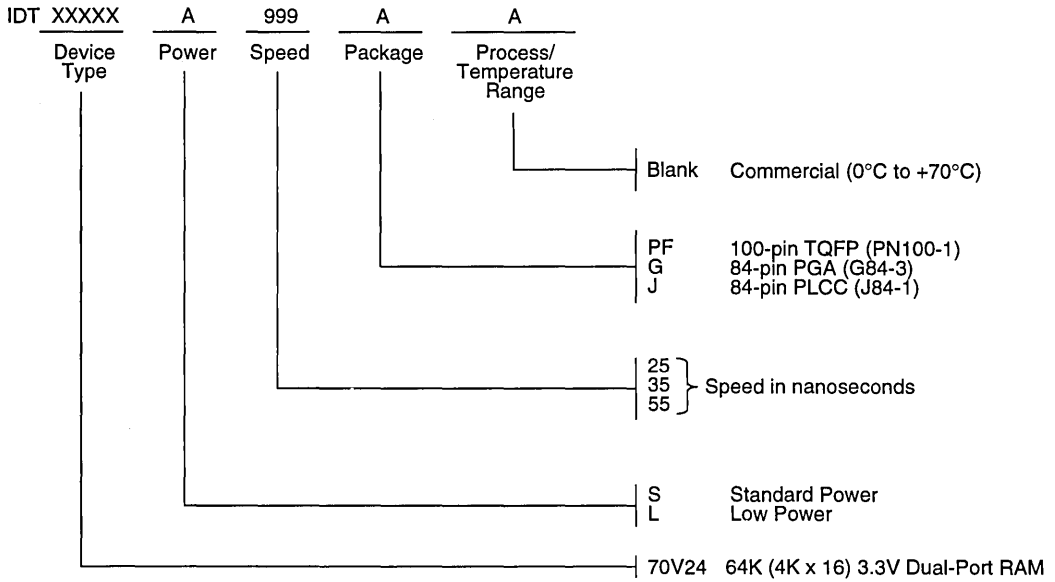 IDT XXXXX A 999 A A
Device Type Power Speed Package Process/ Temperature Range
Blank Commercial (0°C to +70°C)
PF 100-pin TQFP (PN100-1)
G 84-pin PGA (G84-3)
J 84-pin PLCC (J84-1)
25
35 Speed in nanoseconds
55
S Standard Power
L Low Power
70V24 64K (4K x 16) 3.3V Dual-Port RAM